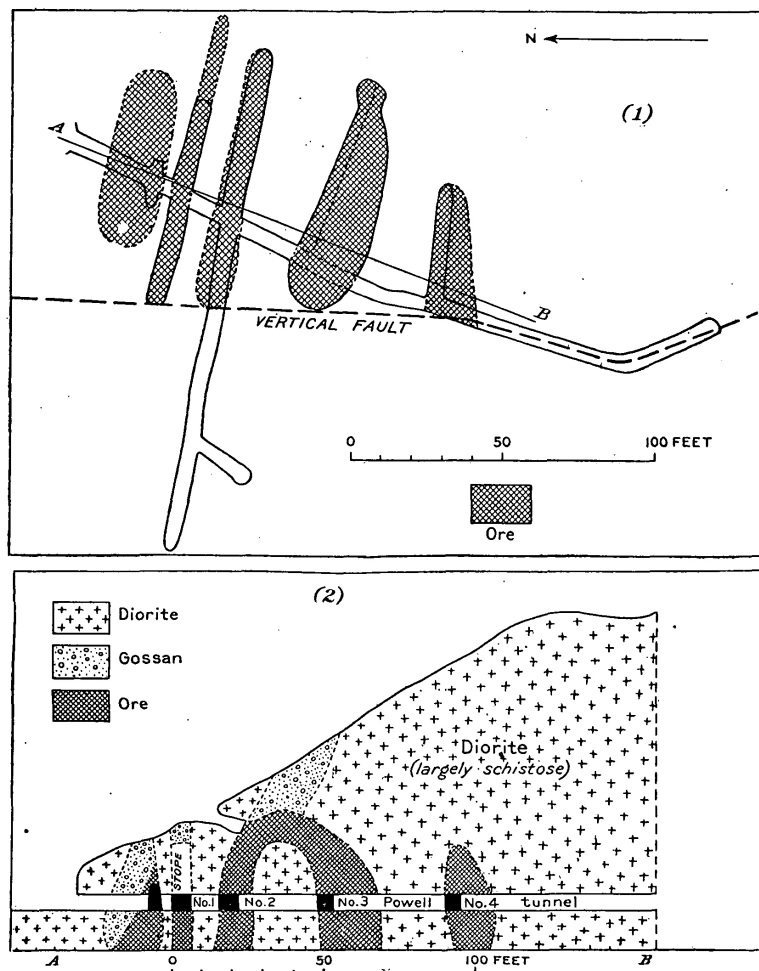 N
(1)
A
B
VERTICAL FAULT
0 50 100 FEET
Ore
(2)
Diorite
Gossan
Ore
Diorite
(largely schistose)
STOPE
No.1 No.2 No.3 Powell No.4 tunnel
A 0 50 100 FEET B